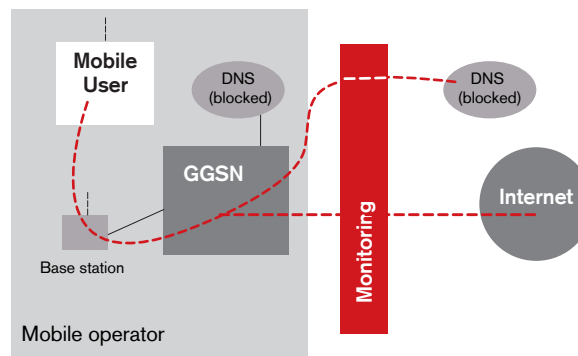 Mobile
User
DNS
(blocked)
DNS
(blocked)
GGSN
Internet
Monitoring
Base station
Mobile operator